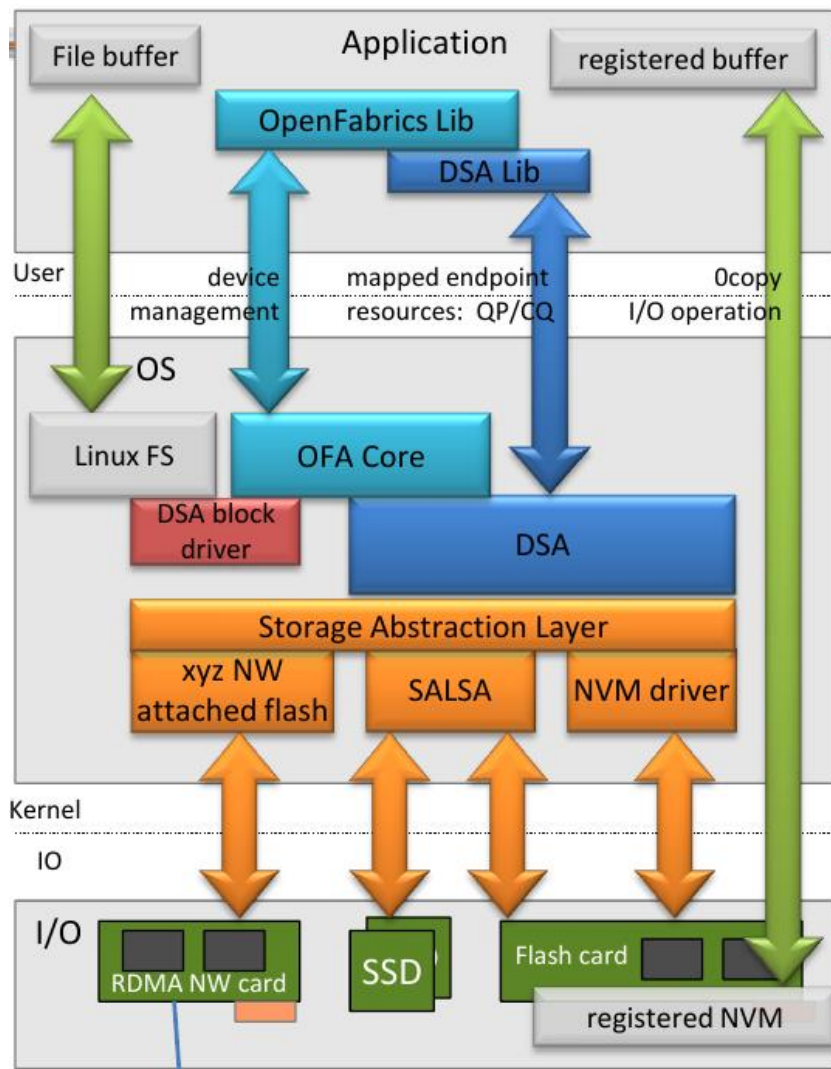 Application
File buffer
registered buffer
OpenFabrics Lib
DSA Lib
User
device
management
mapped endpoint
resources: QP/CQ
0copy
I/O operation
OS
Linux FS
OFA Core
DSA block
driver
DSA
Storage Abstraction Layer
xyz NW
attached flash
SALSA
NVM driver
Kernel
IO
I/O
RDMA NW card
SSD
Flash card
registered NVM